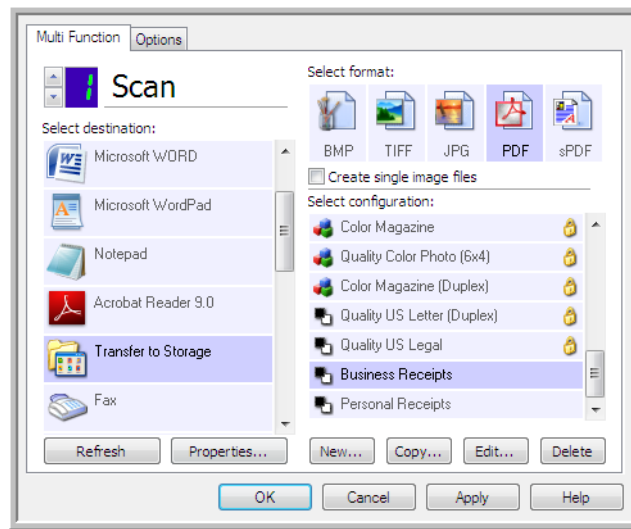 Multi Function
Options
1
Scan
Select destination:
Microsoft WORD
Microsoft WordPad
Notepad
Acrobat Reader 9.0
Transfer to Storage
Fax
Refresh
Properties...
Select format:
BMP TIFF JPG PDF sPDF
Create single image files
Select configuration:
Color Magazine
Quality Color Photo (6x4)
Color Magazine (Duplex)
Quality US Letter (Duplex)
Quality US Legal
Business Receipts
Personal Receipts
New... Copy... Edit... Delete
OK Cancel Apply Help